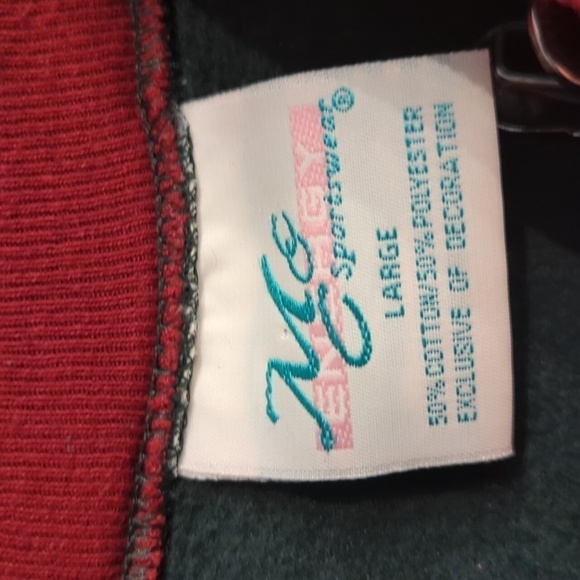 Me
ENERGY
Sportswear®
LARGE
50% COTTON/50% POLYESTER
EXCLUSIVE OF DECORATION